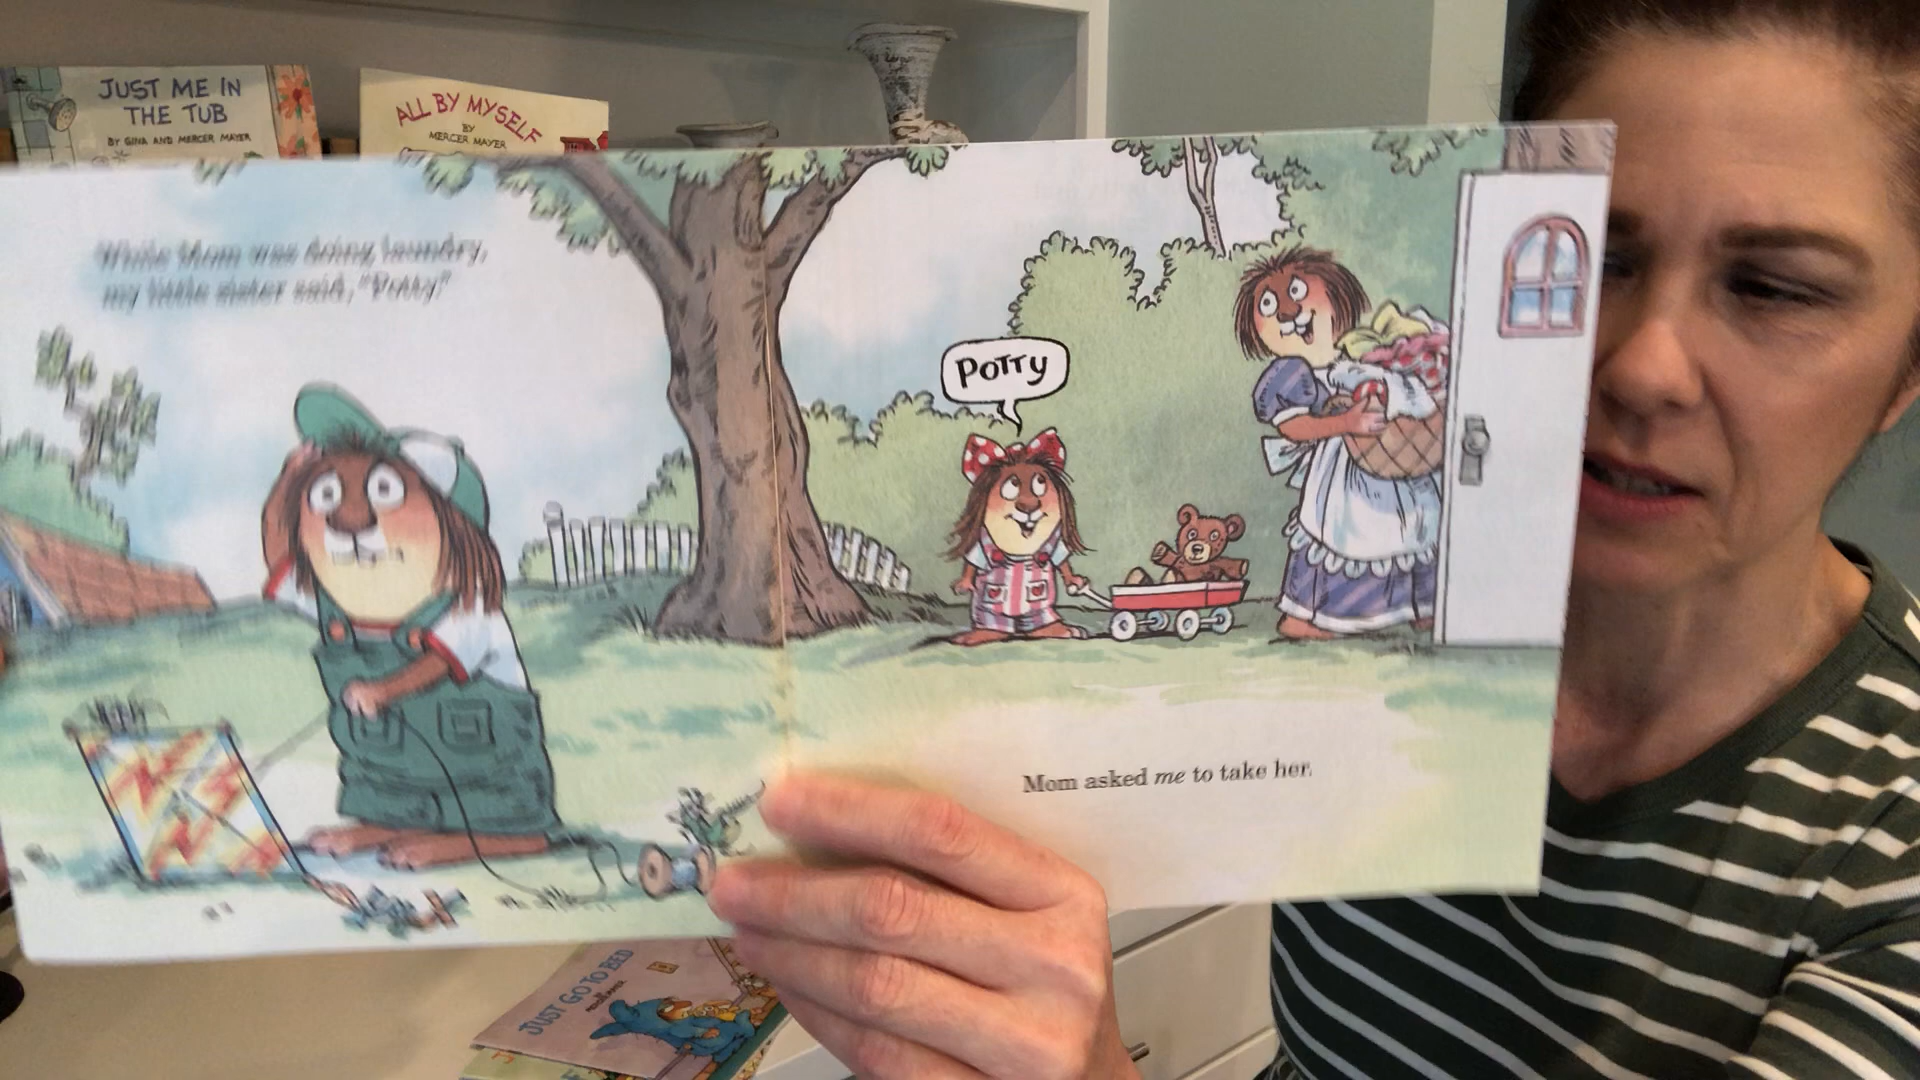 JUST ME IN
THE TUB
BY GINA AND MERCER MAYER
ALL BY MYSELF
BY
MERCER MAYER
While Mom was doing laundry,
my little sister said, "Potty."
POTTY
Mom asked me to take her.
JUST GO TO BED